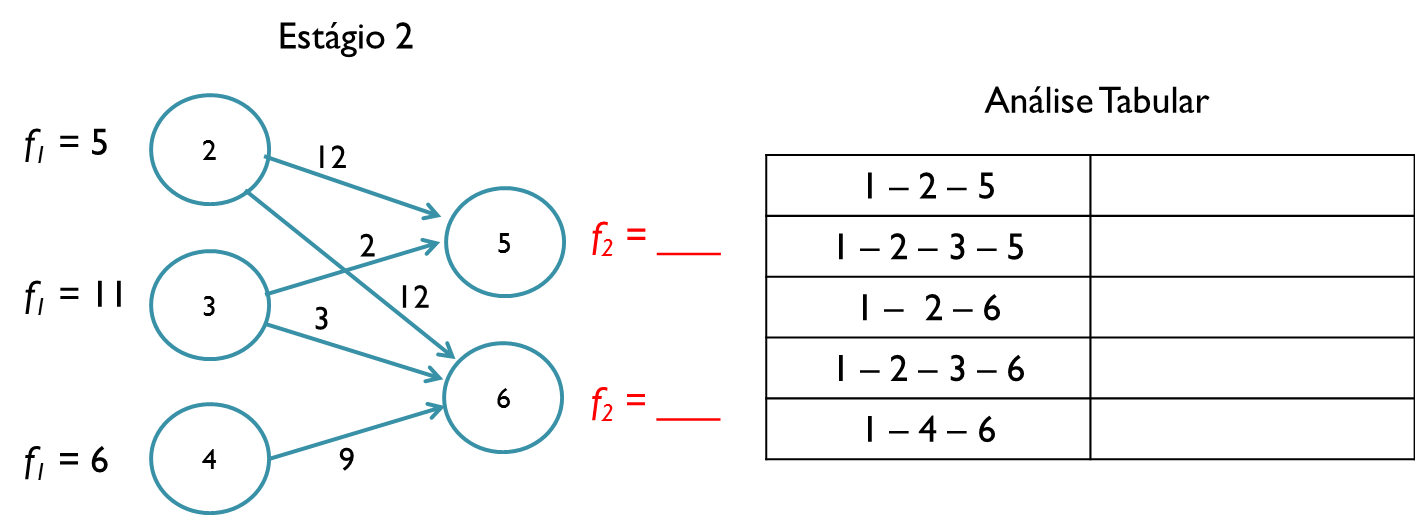 Estágio 2
f1 = 5
2
12
f1 = 11
3
2
12
3
f1 = 6
4
9
5
f2 = ____
6
f2 = ____
Análise Tabular
1 – 2 – 5
1 – 2 – 3 – 5
1 – 2 – 6
1 – 2 – 3 – 6
1 – 4 – 6